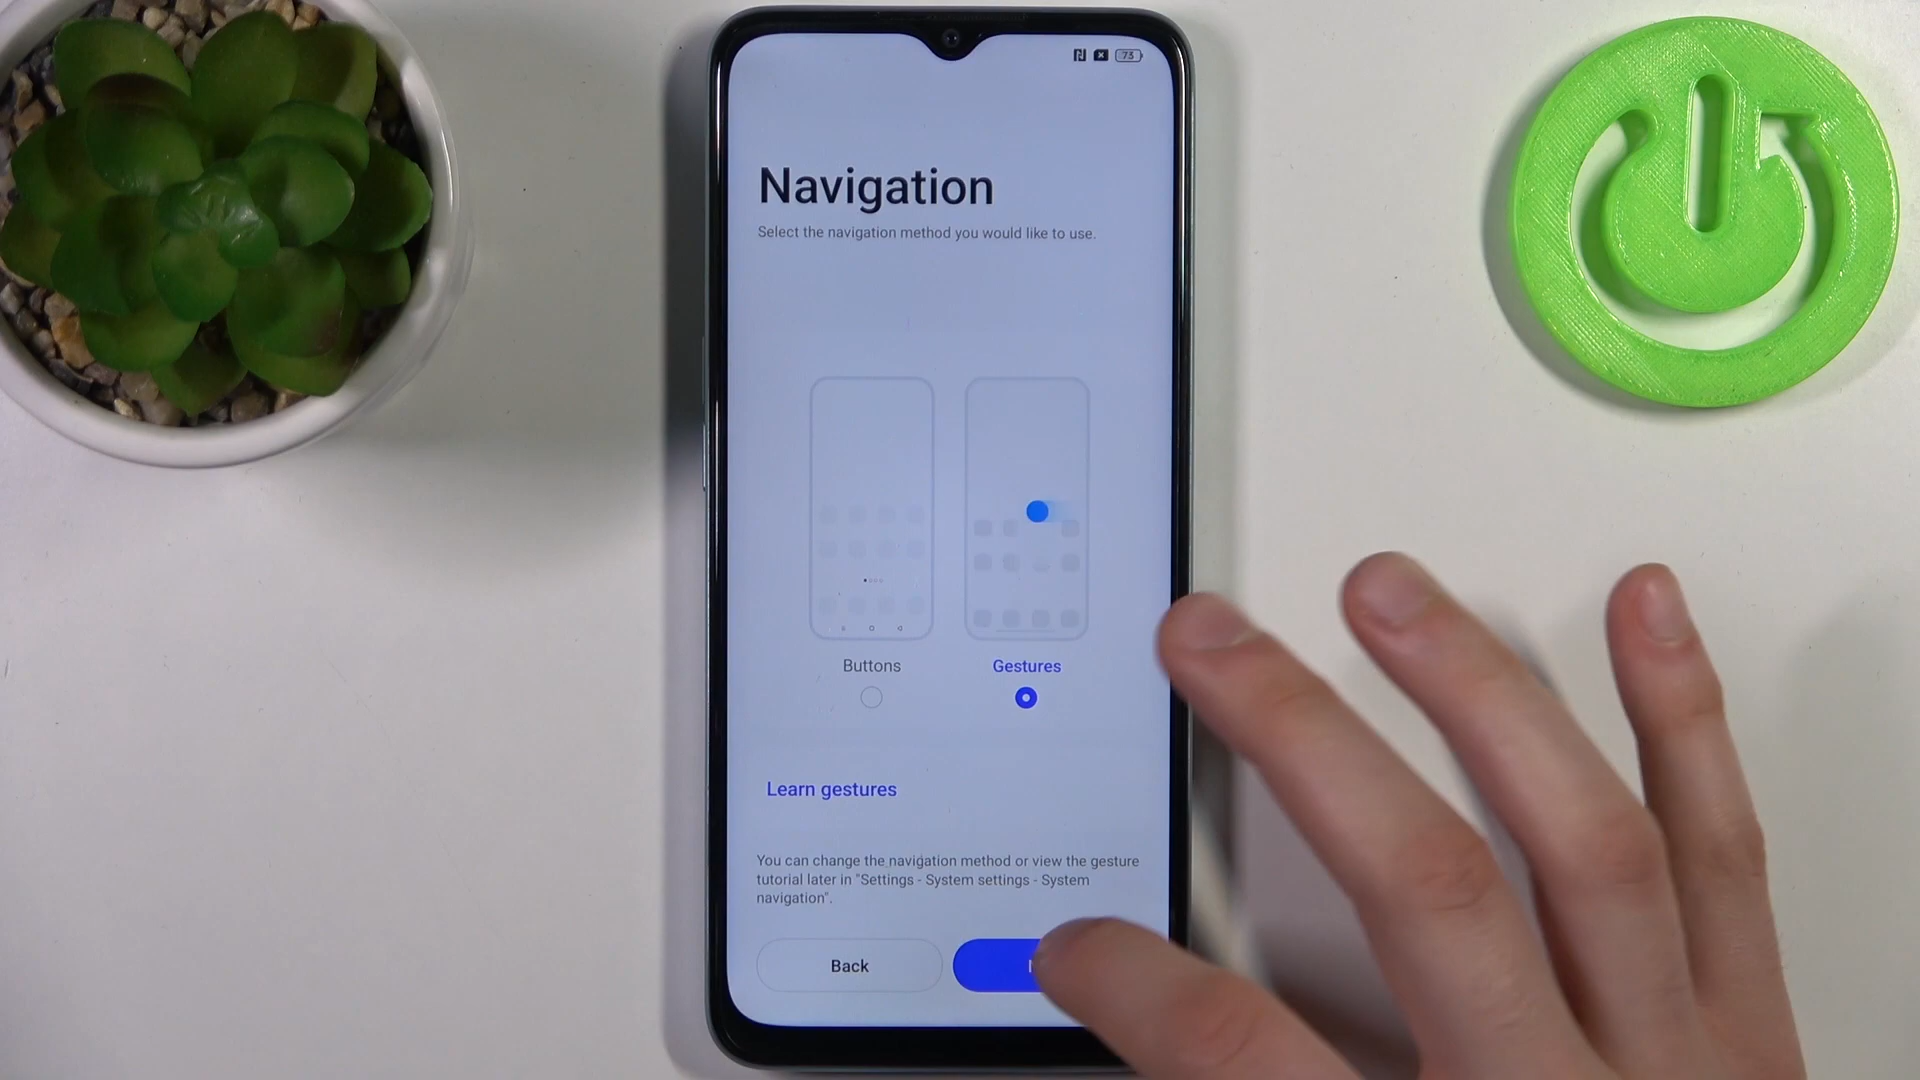 73
Navigation
Select the navigation method you would like to use.
Buttons
Gestures
Learn gestures
You can change the navigation method or view the gesture
tutorial later in "Settings - System settings - System
navigation".
Back